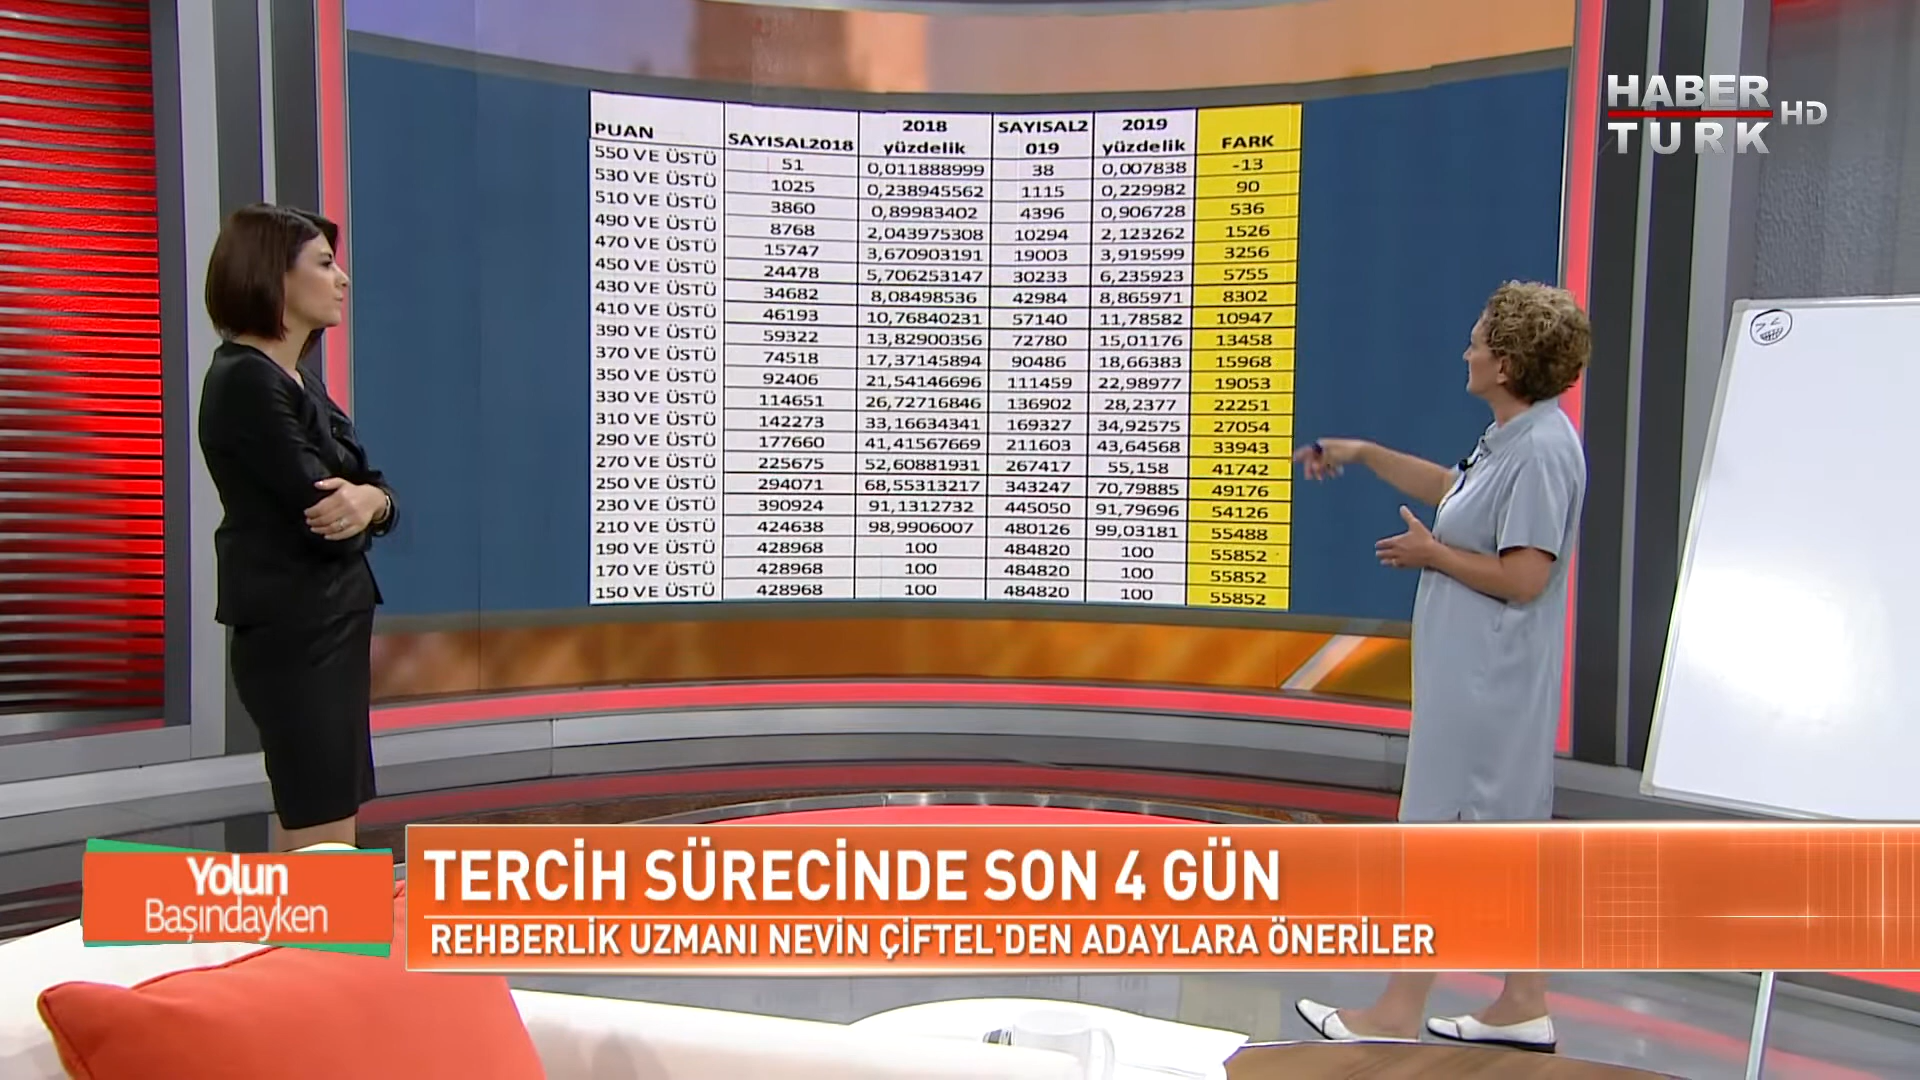 HABER
TÜRK HD
PUAN SAYISAL2018 2018 yüzdelik SAYISAL2 019 2019 yüzdelik FARK
550 VE ÜSTÜ 51 0,011888999 38 0,007838 -13
530 VE ÜSTÜ 1025 0,238945562 1115 0,229982 90
510 VE ÜSTÜ 3860 0,89983402 4396 0,906728 536
490 VE ÜSTÜ 8768 2,043975308 10294 2,123262 1526
470 VE ÜSTÜ 15747 3,670903191 19003 3,919599 3256
450 VE ÜSTÜ 24478 5,706253147 30233 6,235923 5755
430 VE ÜSTÜ 34682 8,08498536 42984 8,865971 8302
410 VE ÜSTÜ 46193 10,76840231 57140 11,78582 10947
390 VE ÜSTÜ 59322 13,82900356 72780 15,01176 13458
370 VE ÜSTÜ 74518 17,37145894 90486 18,66383 15968
350 VE ÜSTÜ 92406 21,54146696 111459 22,98977 19053
330 VE ÜSTÜ 114651 26,72716846 136902 28,2377 22251
310 VE ÜSTÜ 142273 33,16634341 169327 34,92575 27054
290 VE ÜSTÜ 177660 41,41567669 211603 43,64568 33943
270 VE ÜSTÜ 225675 52,60881931 267417 55,158 41742
250 VE ÜSTÜ 294071 68,55313217 343247 70,79885 49176
230 VE ÜSTÜ 390924 91,1312732 445050 91,79696 54126
210 VE ÜSTÜ 424638 98,9906007 480126 99,03181 55488
190 VE ÜSTÜ 428968 100 484820 100 55852
170 VE ÜSTÜ 428968 100 484820 100 55852
150 VE ÜSTÜ 428968 100 484820 100 55852
Yolun
Başındayken
TERCİH SÜRECİNDE SON 4 GÜN
REHBERLİK UZMANI NEVİN ÇİFTEL'DEN ADAYLARA ÖNERİLER